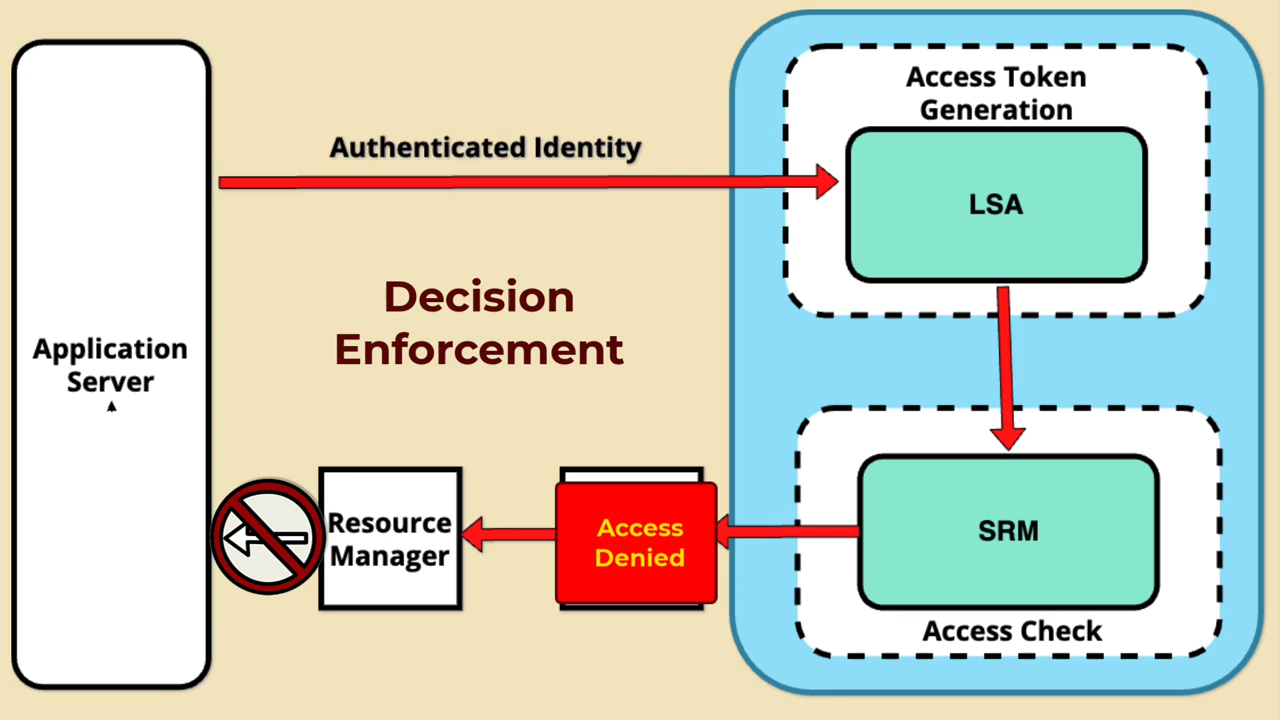 Access Token
Generation
Authenticated Identity
LSA
Decision
Enforcement
Application
Server
Resource
Manager
Access
Denied
SRM
Access Check